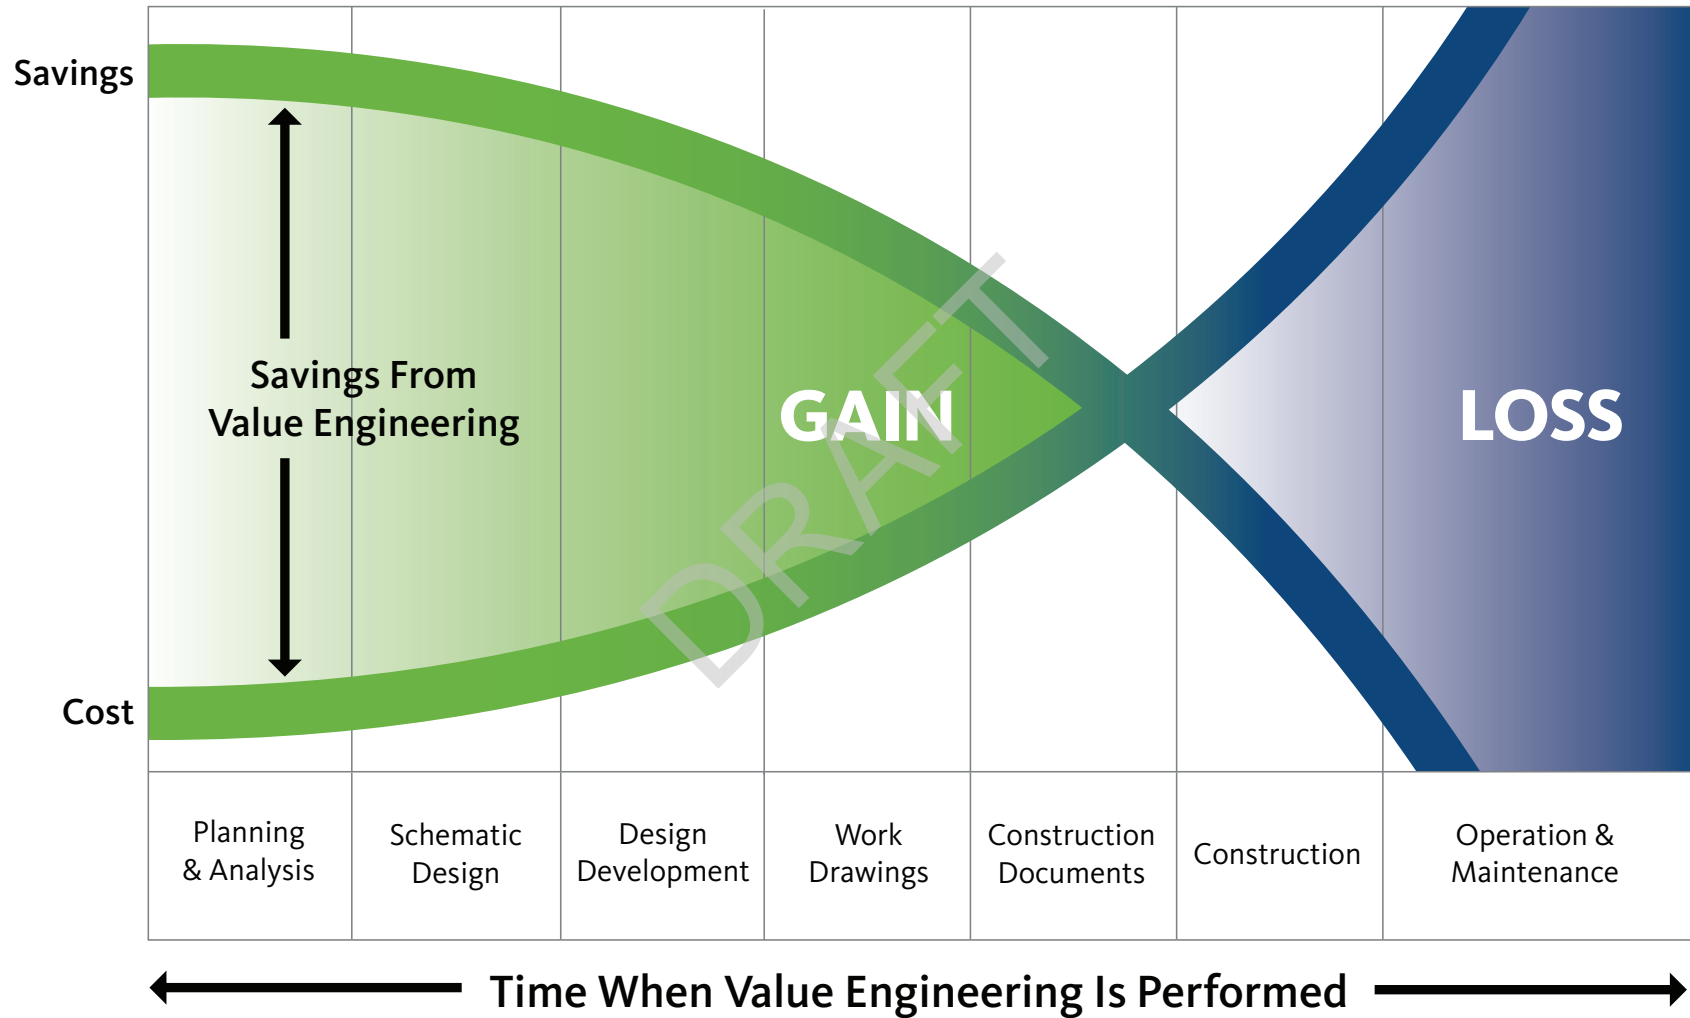 Savings
Savings From
Value Engineering
GAIN
LOSS
DRAFT
Cost
Planning
& Analysis
Schematic
Design
Design
Development
Work
Drawings
Construction
Documents
Construction
Operation &
Maintenance
Time When Value Engineering Is Performed